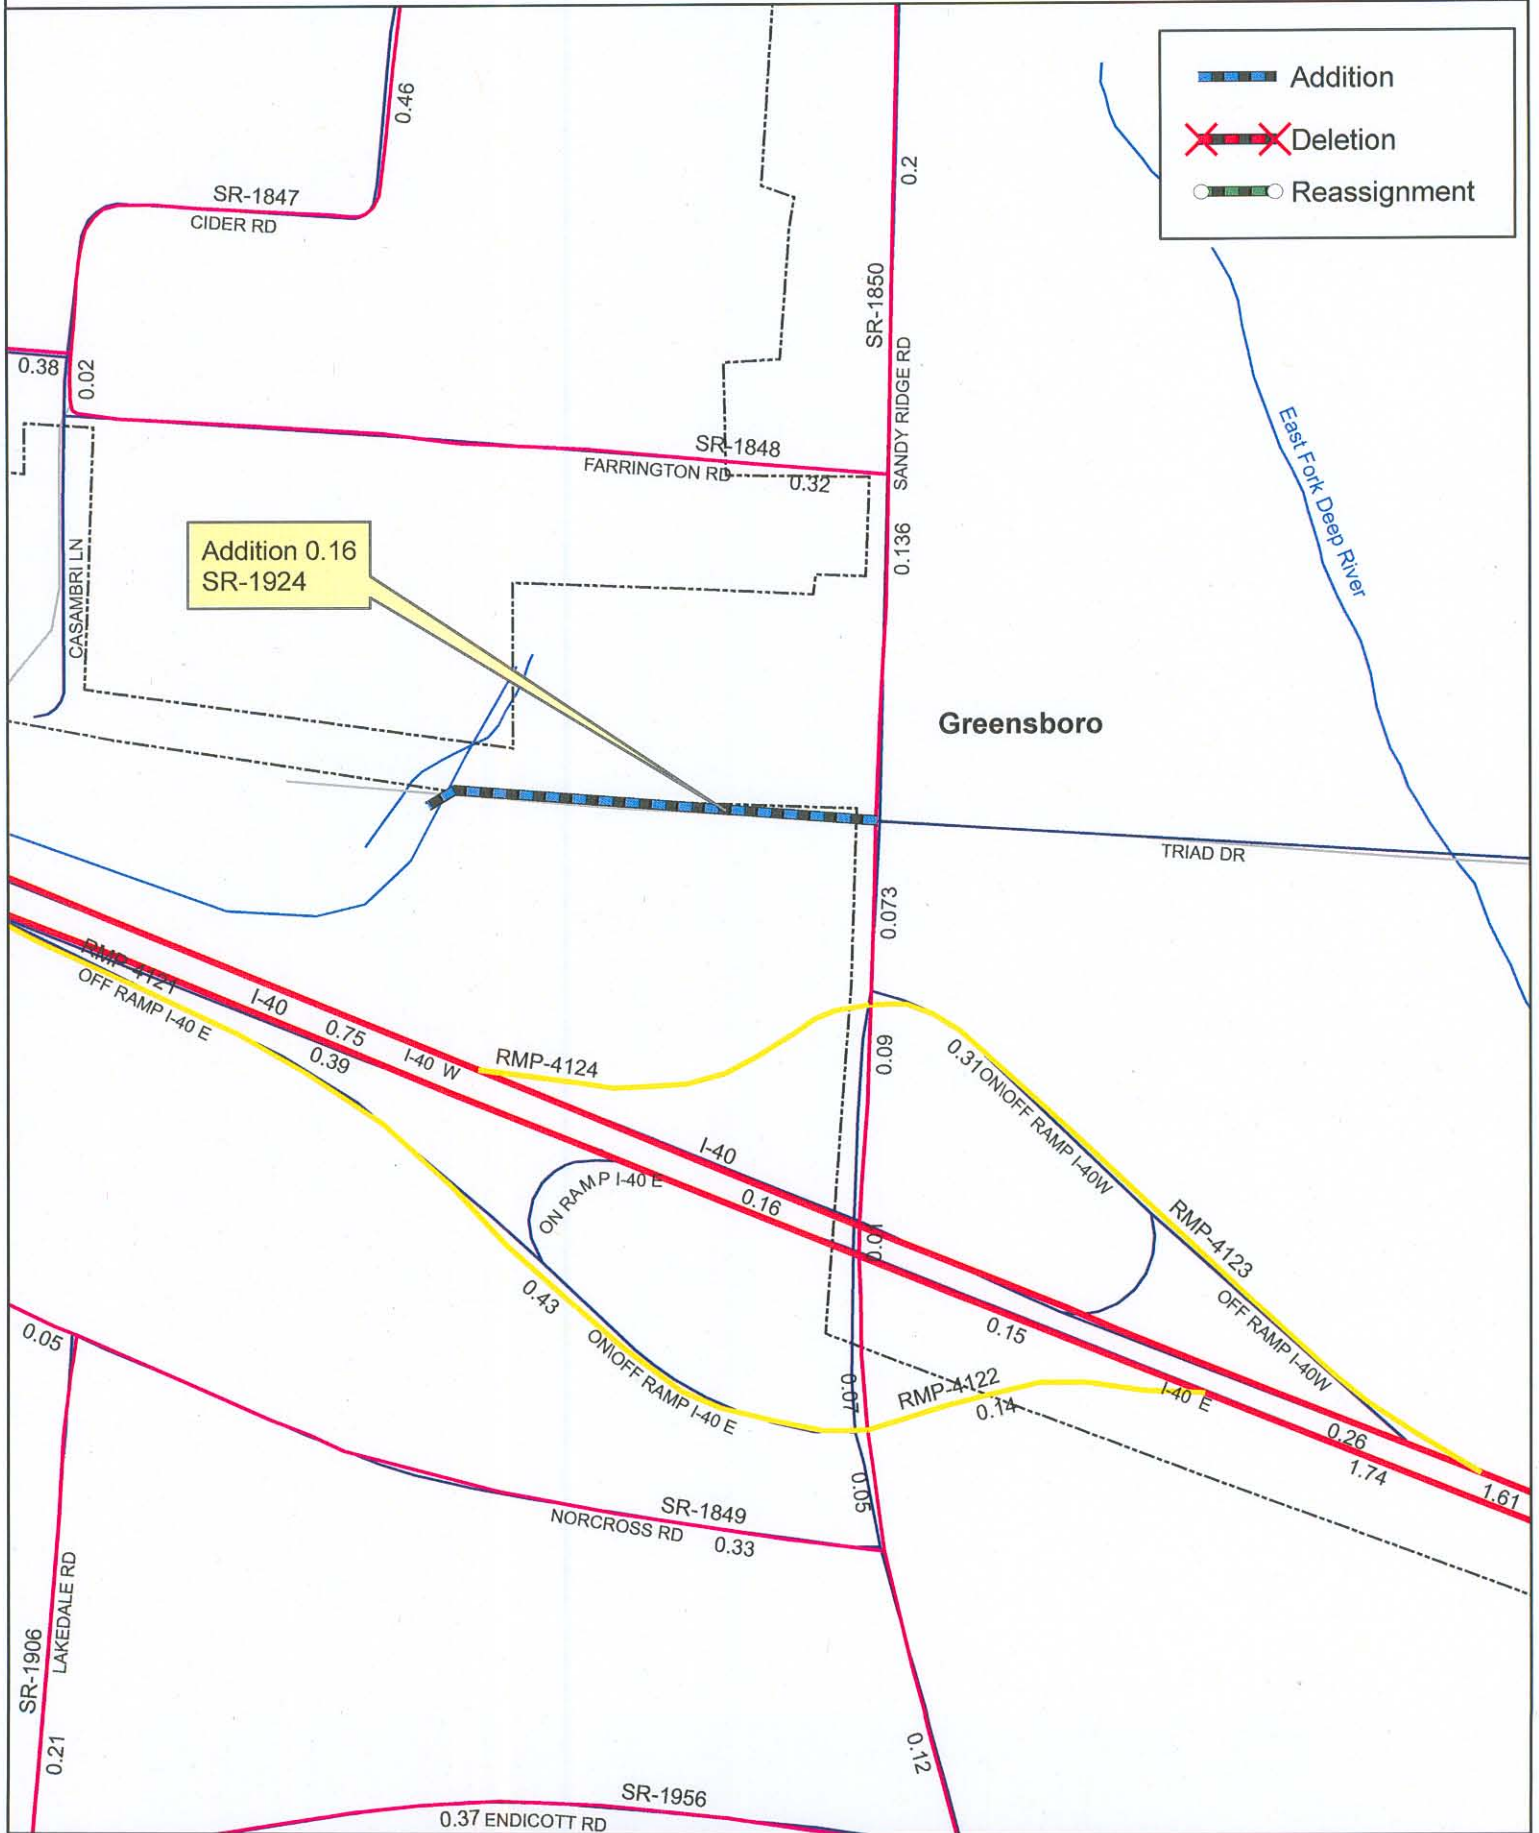 Addition
Deletion
Reassignment
0.46
0.2
SR-1847
CIDER RD
SR-1850
SANDY RIDGE RD
0.38
0.02
SR-1848
FARRINGTON RD
0.32
East Fork Deep River
0.136
Addition 0.16
SR-1924
CASAMBRI LN
Greensboro
TRIAD DR
0.073
RMP-4121
OFF RAMP I-40 E
I-40
0.75
0.39
I-40 W
RMP-4124
0.09
0.31
ON\OFF RAMP I-40W
I-40
0.16
ON RAMP I-40 E
RMP-4123
OFF RAMP I-40W
0.43
ON\OFF RAMP I-40 E
0.15
0.05
0.07
RMP-4122
0.14
I-40 E
0.26
1.74
1.61
0.05
SR-1849
NORCROSS RD
0.33
LAKEDALE RD
SR-1906
0.21
0.12
SR-1956
0.37 ENDICOTT RD